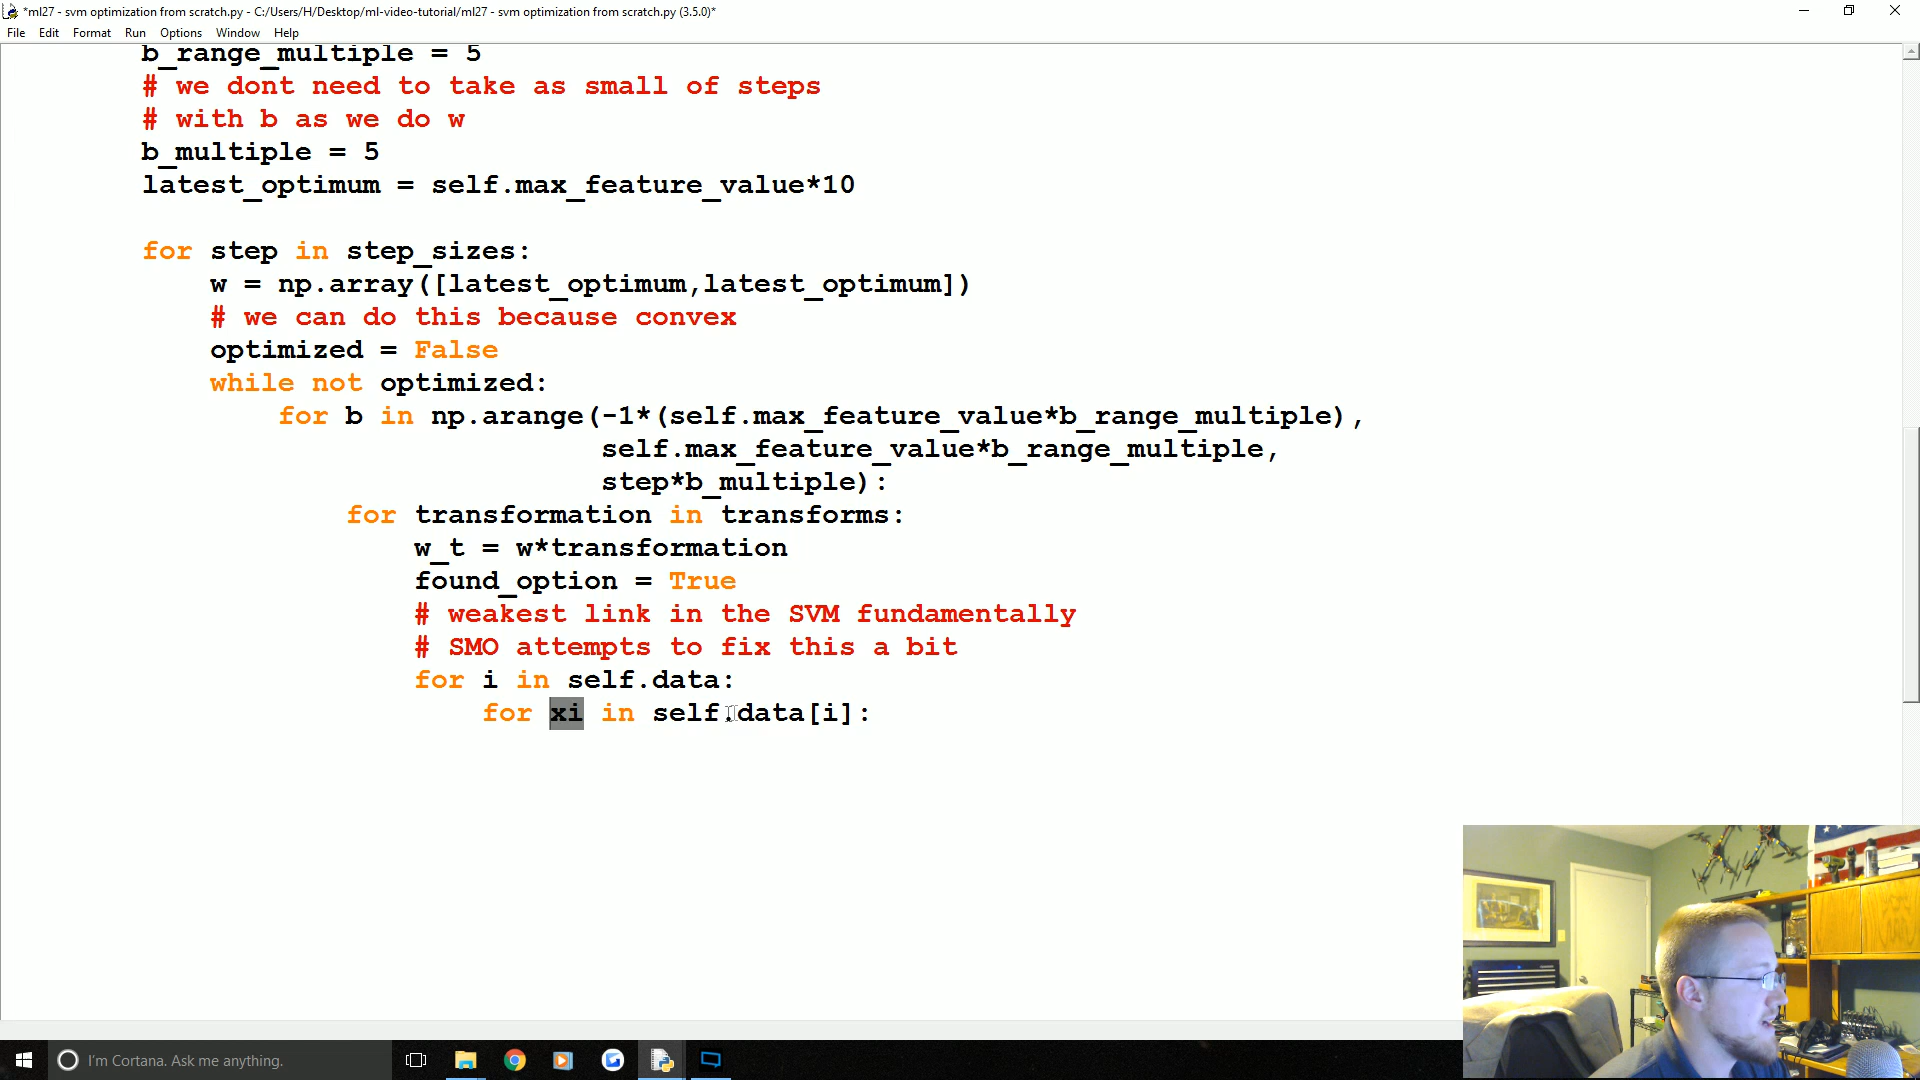 *ml27 - svm optimization from scratch.py - C:/Users/H/Desktop/ml-video-tutorial/ml27 - svm optimization from scratch.py (3.5.0)*
File Edit Format Run Options Window Help
b_range_multiple = 5
# we dont need to take as small of steps
# with b as we do w
b_multiple = 5
latest_optimum = self.max_feature_value*10
for step in step_sizes:
w = np.array([latest_optimum,latest_optimum])
# we can do this because convex
optimized = False
while not optimized:
for b in np.arange(-1*(self.max_feature_value*b_range_multiple),
self.max_feature_value*b_range_multiple,
step*b_multiple):
for transformation in transforms:
w_t = w*transformation
found_option = True
# weakest link in the SVM fundamentally
# SMO attempts to fix this a bit
for i in self.data:
for xi in self.data[i]:
I'm Cortana. Ask me anything.